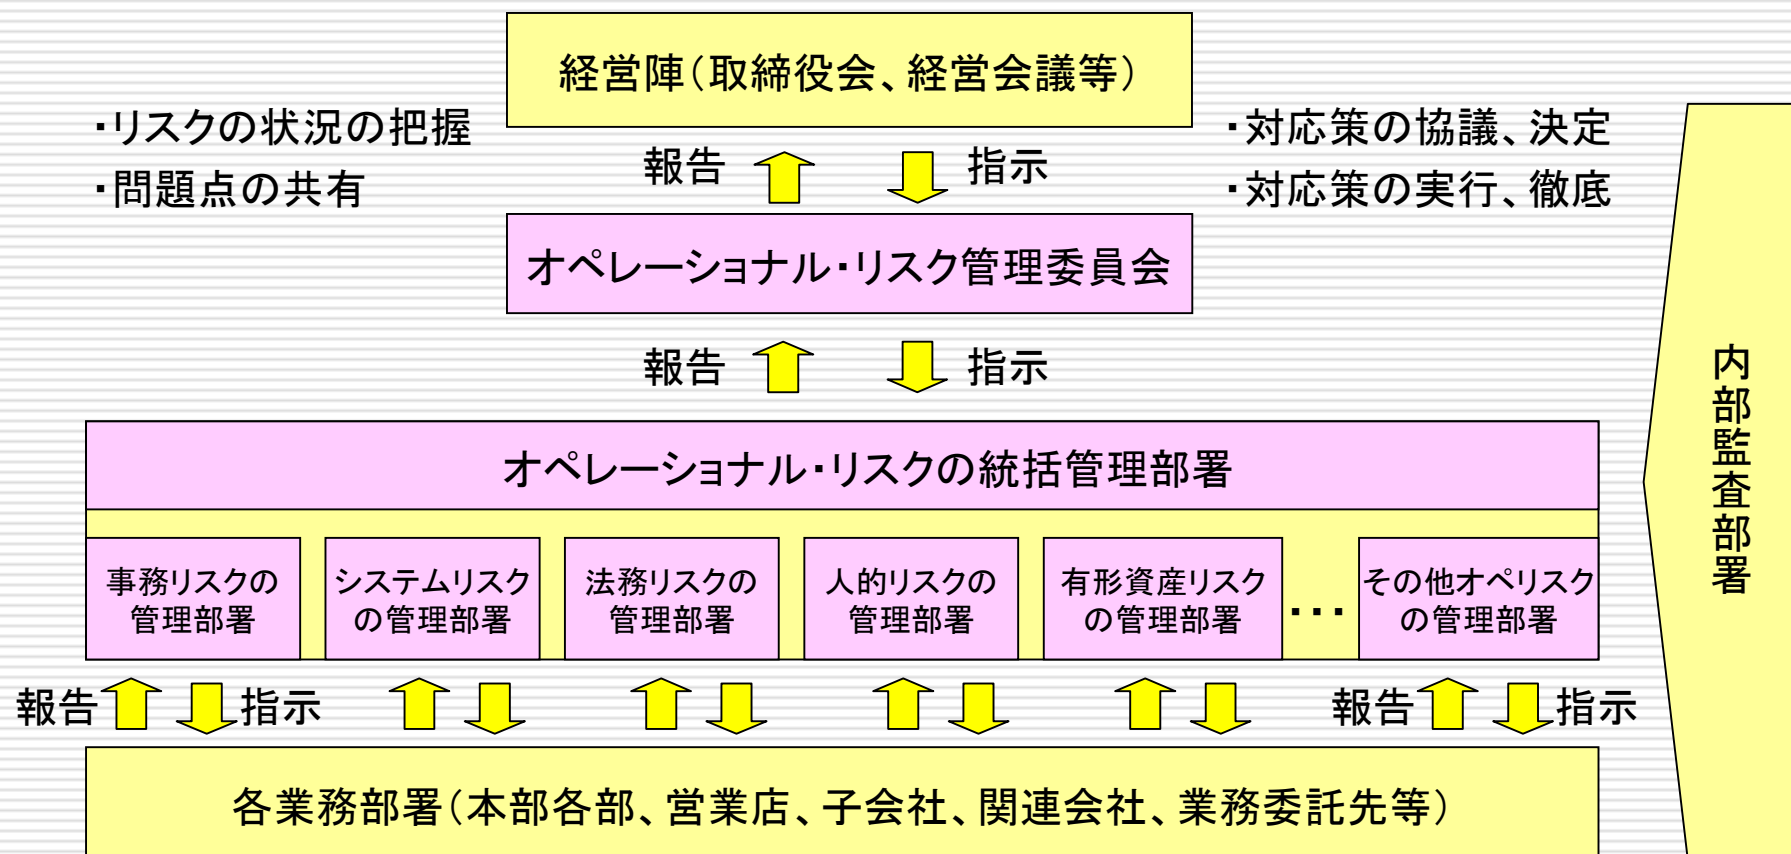 経営陣（取締役会、経営会議等）
・リスクの状況の把握
・問題点の共有
報告
指示
・対応策の協議、決定
・対応策の実行、徹底
オペレーショナル・リスク管理委員会
報告
指示
オペレーショナル・リスクの統括管理部署
事務リスクの
管理部署
システムリスク
の管理部署
法務リスクの
管理部署
人的リスクの
管理部署
有形資産リスク
の管理部署
・・・
その他オペリスク
の管理部署
報告
指示
報告
指示
各業務部署（本部各部、営業店、子会社、関連会社、業務委託先等）
内部監査部署